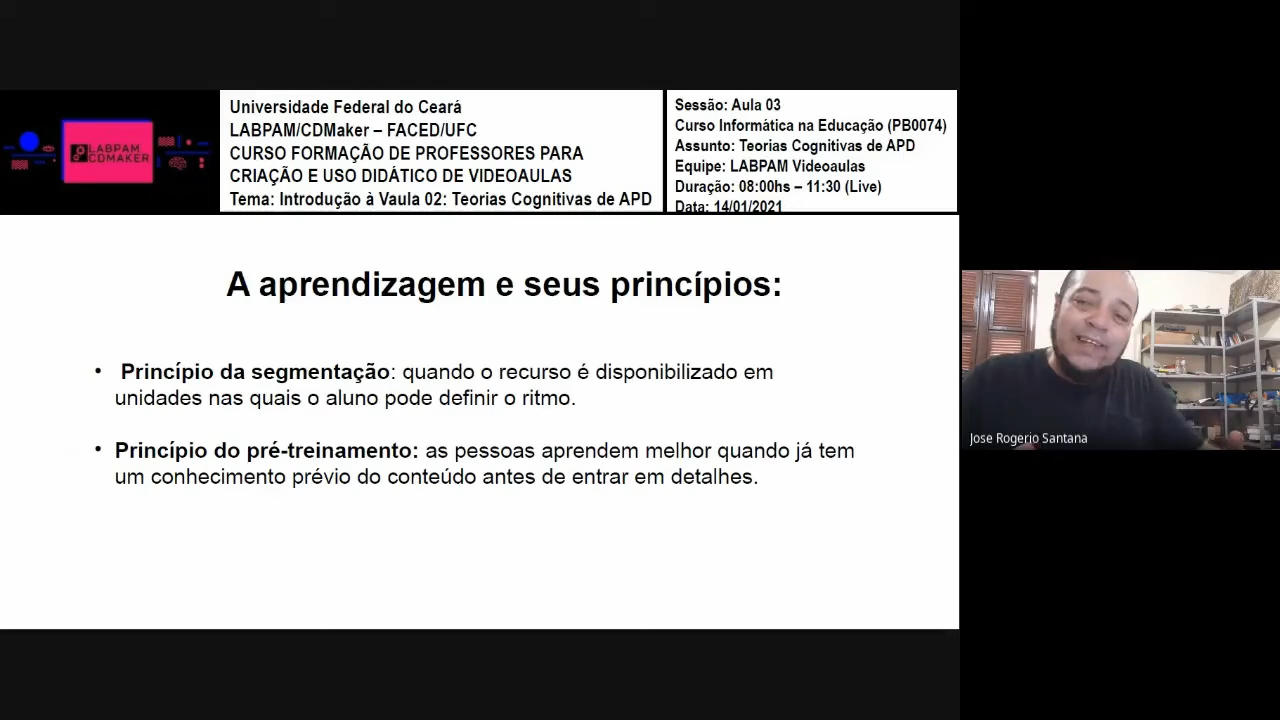 LABPAM
CDMAKER
Universidade Federal do Ceará
LABPAM/CDMaker – FACED/UFC
CURSO FORMAÇÃO DE PROFESSORES PARA
CRIAÇÃO E USO DIDÁTICO DE VIDEOAULAS
Tema: Introdução à Vaula 02: Teorias Cognitivas de APD
Sessão: Aula 03
Curso Informática na Educação (PB0074)
Assunto: Teorias Cognitivas de APD
Equipe: LABPAM Videoaulas
Duração: 08:00hs – 11:30 (Live)
Data: 14/01/2021
A aprendizagem e seus princípios:
• Princípio da segmentação: quando o recurso é disponibilizado em
unidades nas quais o aluno pode definir o ritmo.
• Princípio do pré-treinamento: as pessoas aprendem melhor quando já tem
um conhecimento prévio do conteúdo antes de entrar em detalhes.
Jose Rogerio Santana